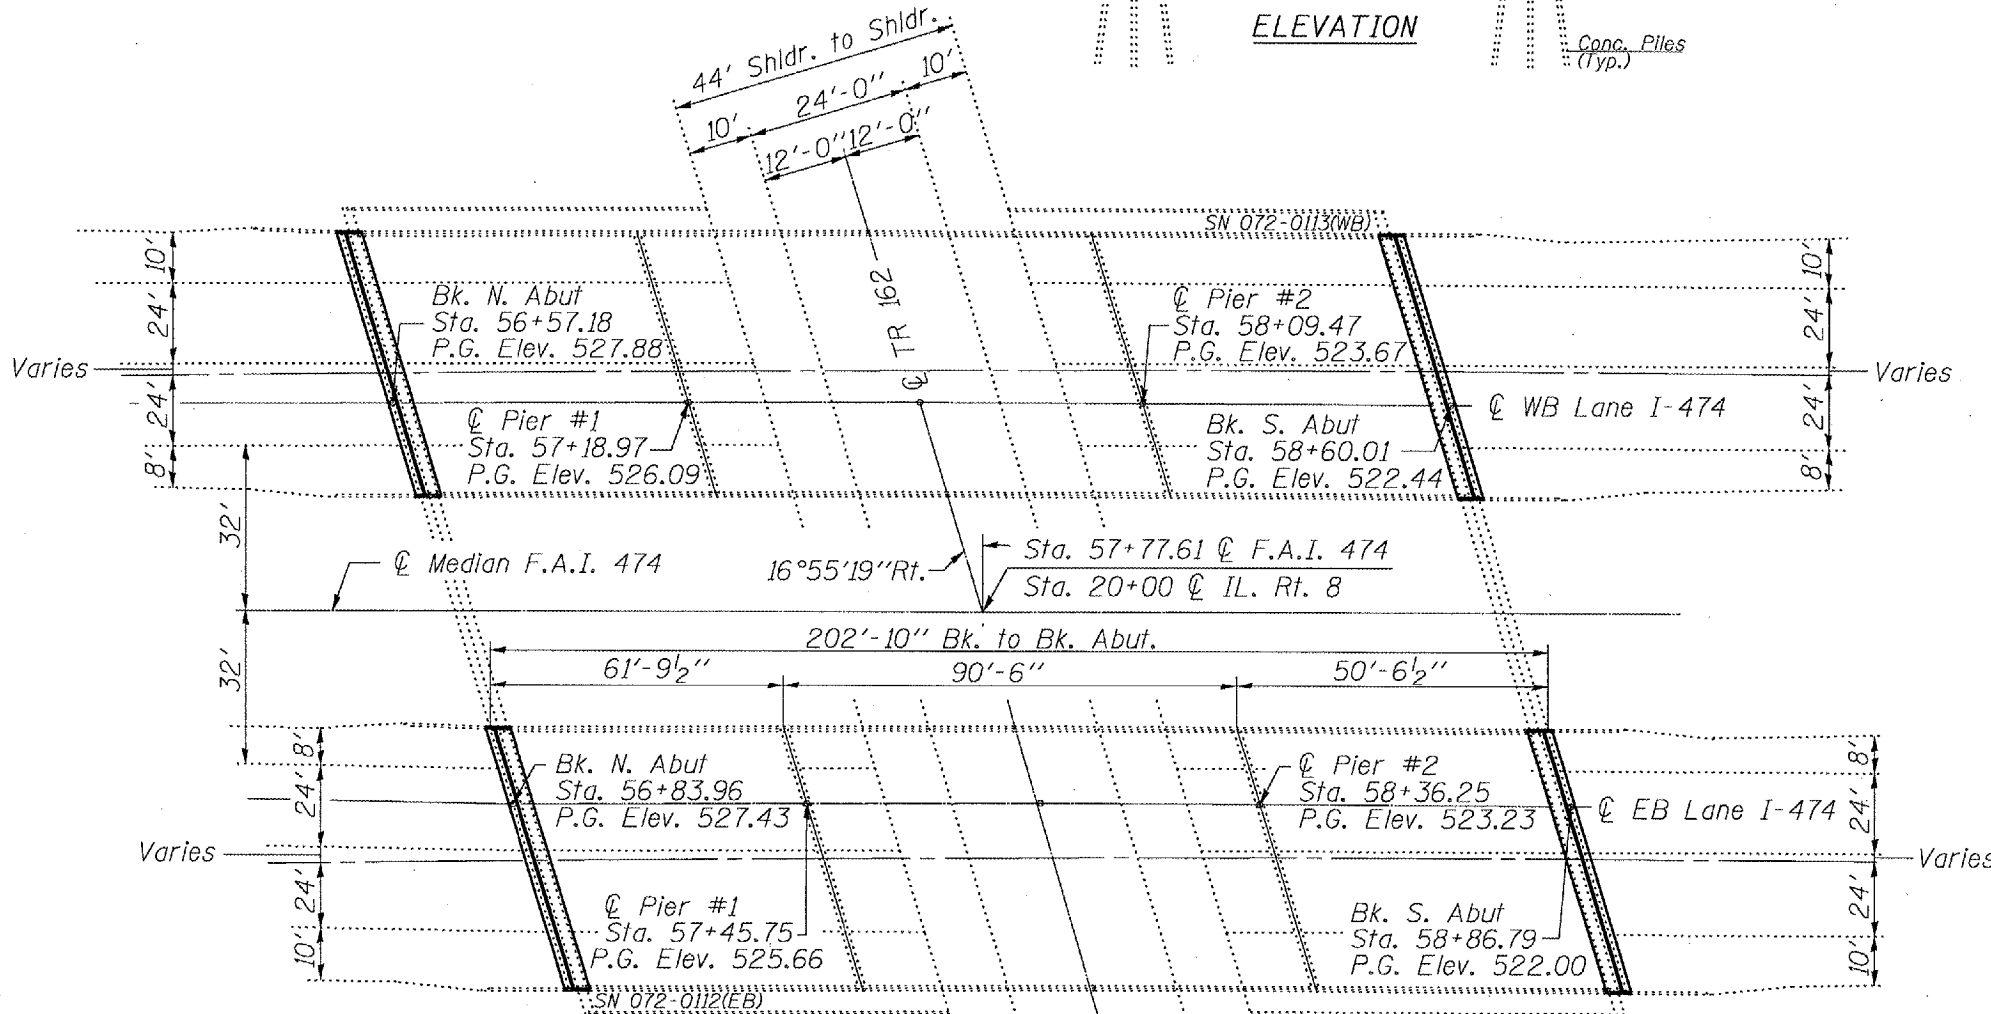 ELEVATION
Conc. Piles
(Typ.)
44' Shldr. to Shldr.
10'
24'-0"
10'
12'-0"
12'-0"
℄ TR 162
SN 072-0113(WB)
10'
24'
Varies
24'
8'
32'
Bk. N. Abut
Sta. 56+57.18
P.G. Elev. 527.88
℄ Pier #1
Sta. 57+18.97
P.G. Elev. 526.09
℄ Pier #2
Sta. 58+09.47
P.G. Elev. 523.67
Bk. S. Abut
Sta. 58+60.01
P.G. Elev. 522.44
10'
24'
Varies
24'
8'
℄ WB Lane I-474
℄ Median F.A.I. 474
16°55'19"Rt.
Sta. 57+77.61 ℄ F.A.I. 474
Sta. 20+00 ℄ IL. Rt. 8
202'-10" Bk. to Bk. Abut.
61'-9½"
90'-6"
50'-6½"
32'
8'
24'
Varies
24'
10'
Bk. N. Abut
Sta. 56+83.96
P.G. Elev. 527.43
℄ Pier #1
Sta. 57+45.75
P.G. Elev. 525.66
℄ Pier #2
Sta. 58+36.25
P.G. Elev. 523.23
℄ EB Lane I-474
Bk. S. Abut
Sta. 58+86.79
P.G. Elev. 522.00
8'
24'
Varies
24'
10'
SN 072-0112(EB)